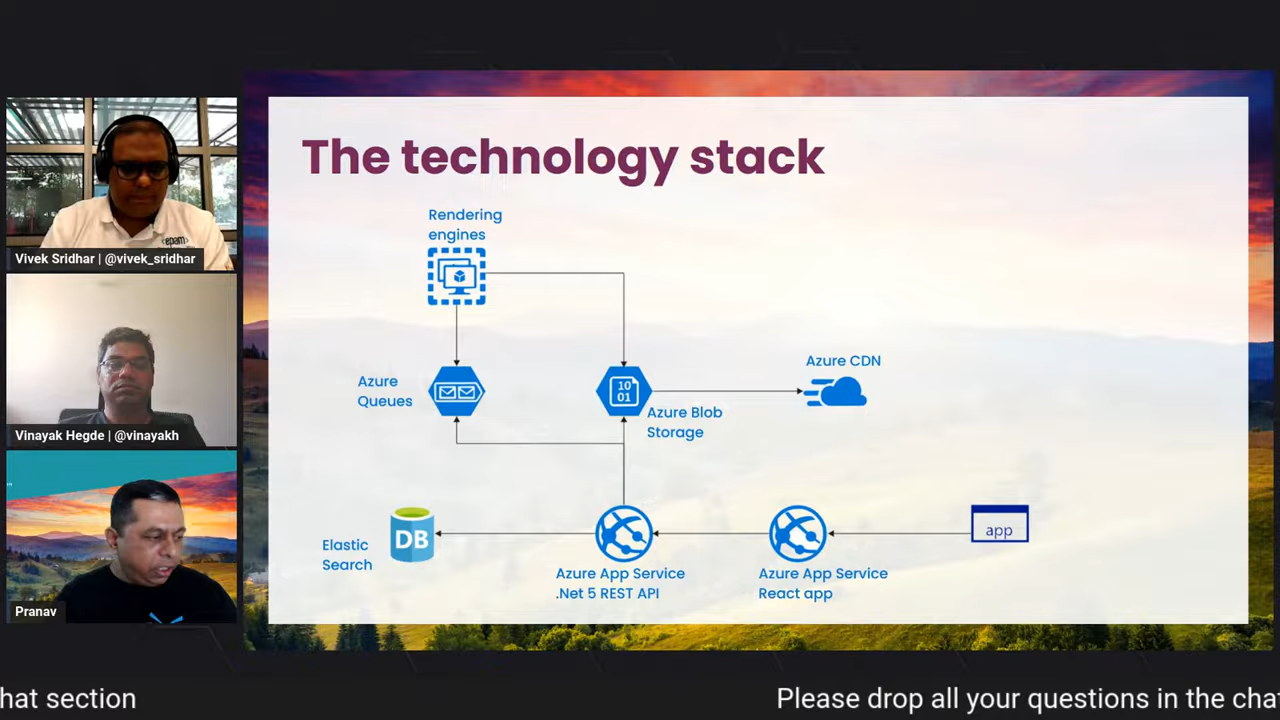 The technology stack
Rendering
engines
Azure
Queues
10
01
Azure Blob
Storage
Azure CDN
DB
Elastic
Search
Azure App Service
.Net 5 REST API
Azure App Service
React app
app
epam
Vivek Sridhar | @vivek_sridhar
Vinayak Hegde | @vinayakh
Pranav
hat section
Please drop all your questions in the cha